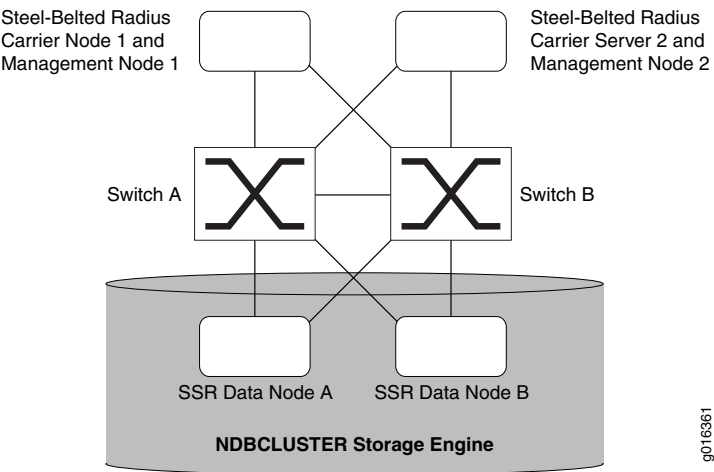 Steel-Belted Radius
Carrier Node 1 and
Management Node 1
Steel-Belted Radius
Carrier Server 2 and
Management Node 2
Switch A
Switch B
SSR Data Node A
SSR Data Node B
NDBCLUSTER Storage Engine
g016361